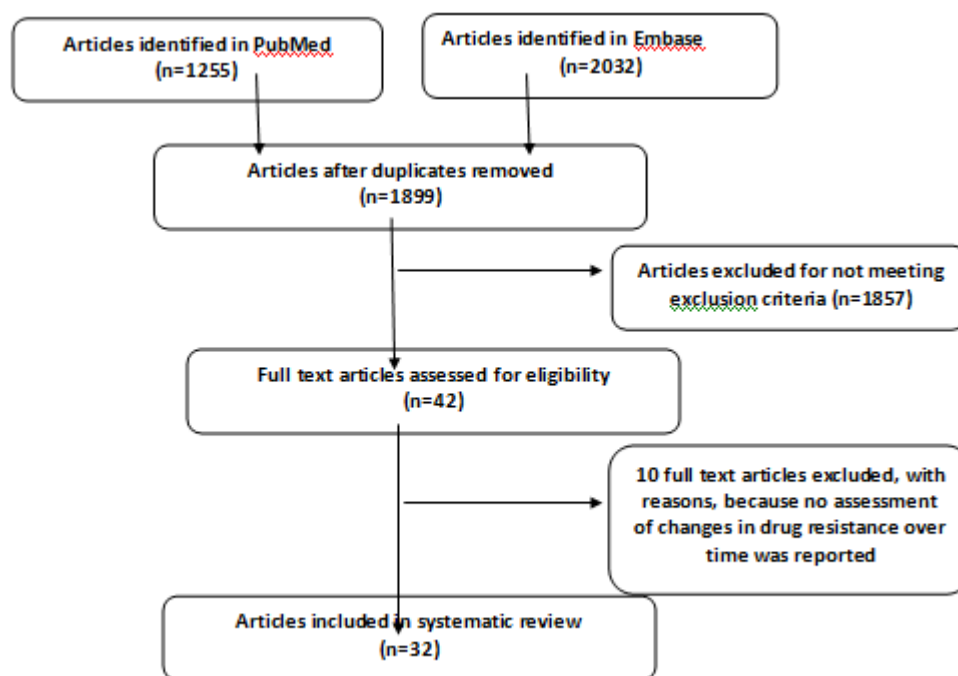 Articles identified in PubMed
(n=1255)
Articles identified in Embase
(n=2032)
Articles after duplicates removed
(n=1899)
Articles excluded for not meeting
exclusion criteria (n=1857)
Full text articles assessed for eligibility
(n=42)
10 full text articles excluded, with
reasons, because no assessment
of changes in drug resistance over
time was reported
Articles included in systematic review
(n=32)